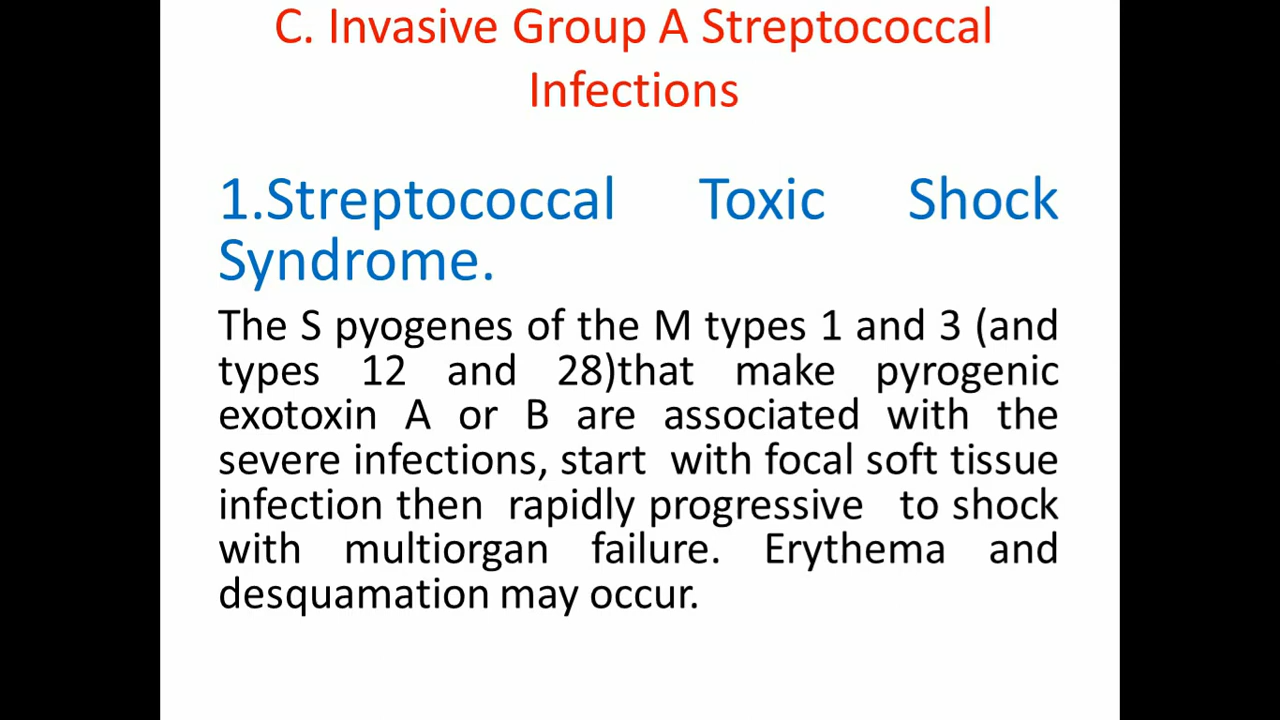 C. Invasive Group A Streptococcal
Infections
1.Streptococcal Toxic Shock
Syndrome.
The S pyogenes of the M types 1 and 3 (and
types 12 and 28)that make pyrogenic
exotoxin A or B are associated with the
severe infections, start with focal soft tissue
infection then rapidly progressive to shock
with multiorgan failure. Erythema and
desquamation may occur.